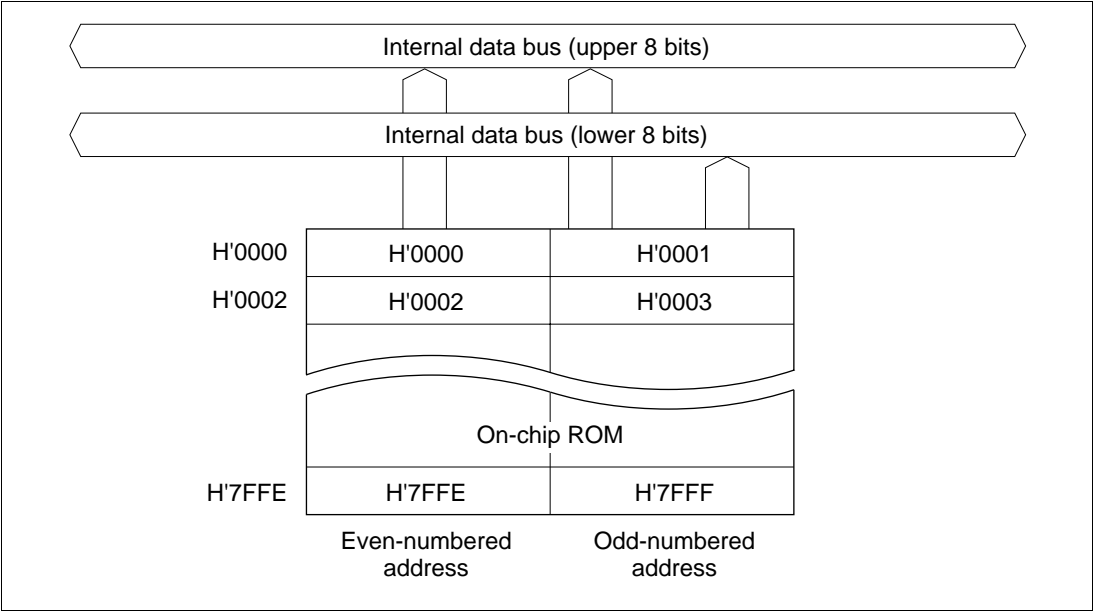 Internal data bus (upper 8 bits)
Internal data bus (lower 8 bits)
H'0000 H'0000 H'0001
H'0002 H'0002 H'0003
On-chip ROM
H'7FFE H'7FFE H'7FFF
Even-numbered address
Odd-numbered address